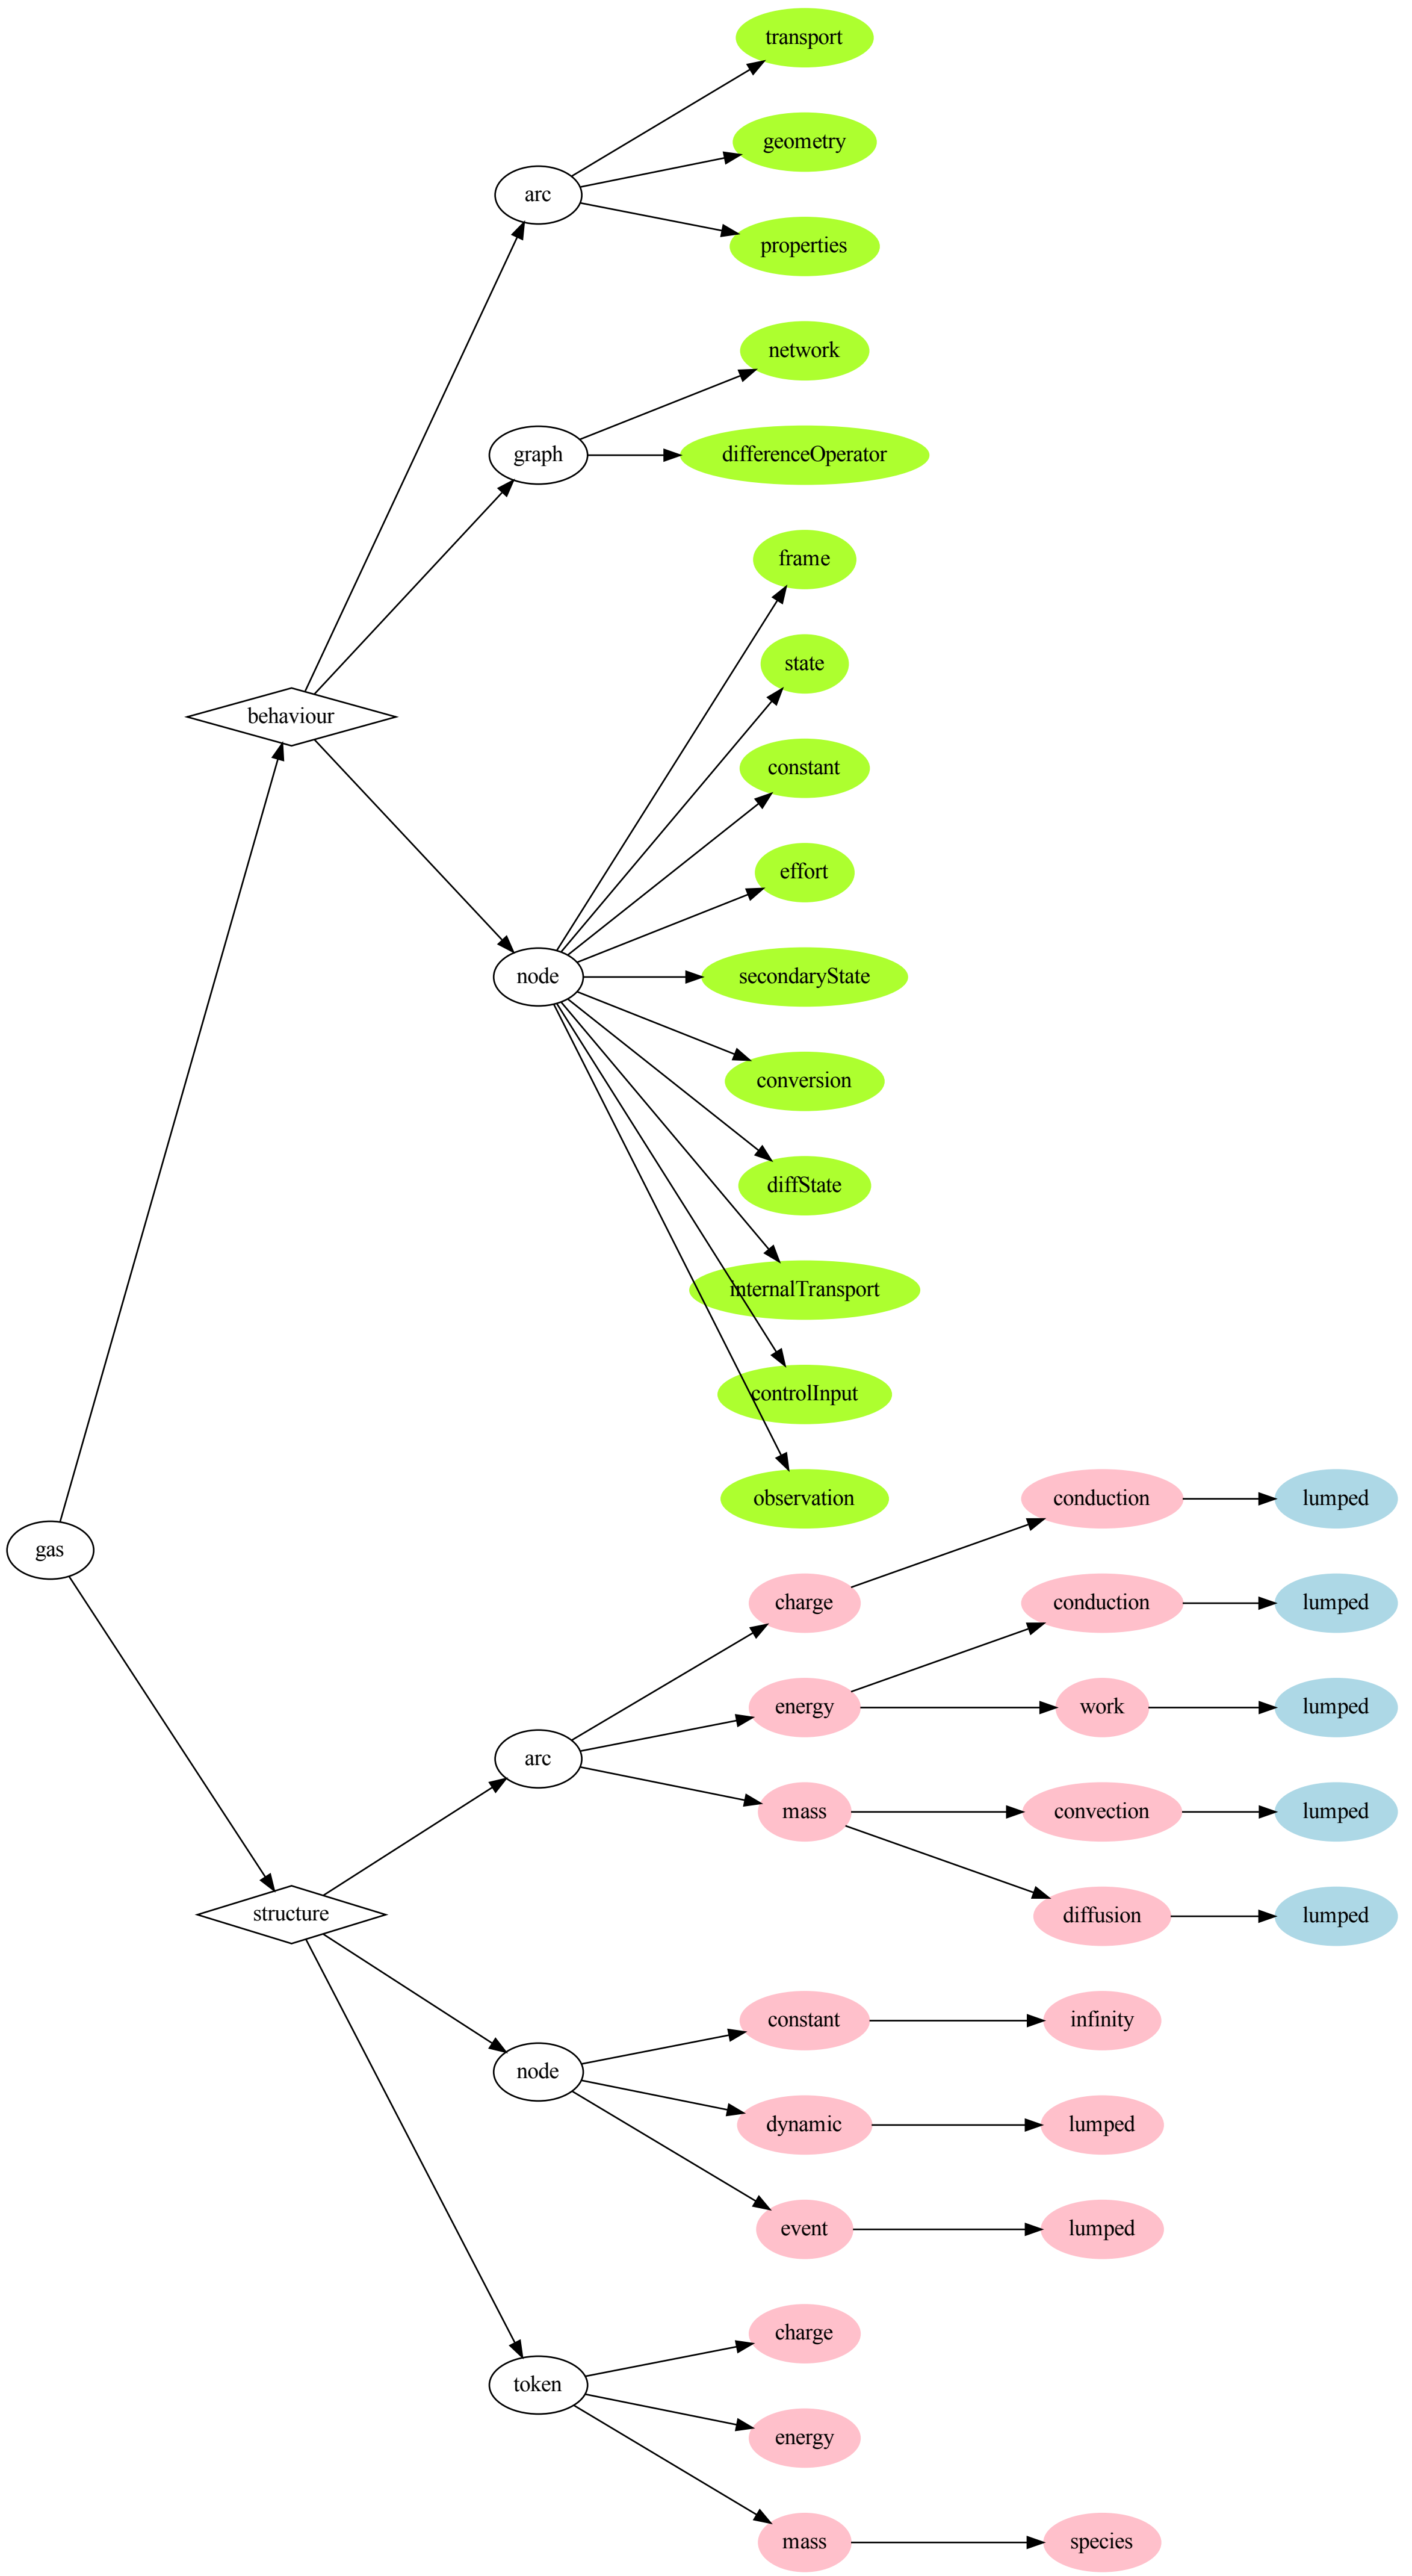 transport
geometry
arc
properties
network
graph
differenceOperator
frame
state
behaviour
constant
effort
node
secondaryState
conversion
diffState
internalTransport
controlInput
observation
conduction
lumped
gas
charge
conduction
lumped
energy
work
lumped
arc
mass
convection
lumped
structure
diffusion
lumped
constant
infinity
node
dynamic
lumped
event
lumped
charge
token
energy
mass
species